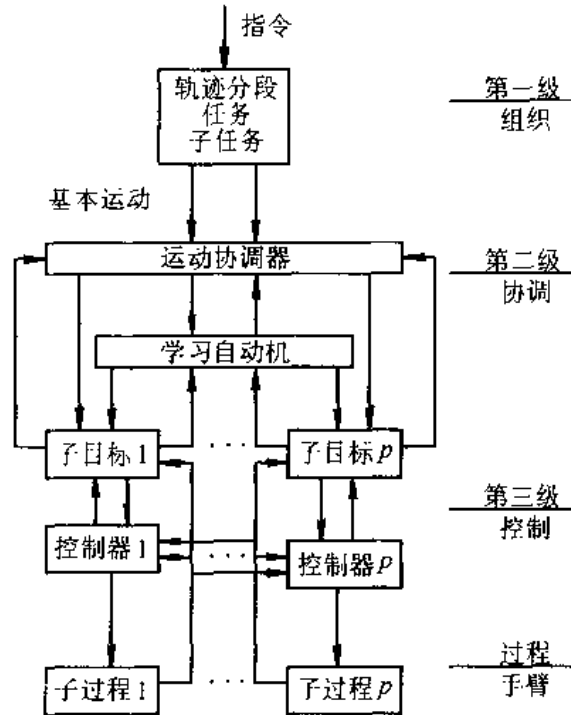 指令
轨迹分段
任务
子任务
第一级
组织
基本运动
运动协调器
第二级
协调
学习自动机
子目标1
···
子目标p
第三级
控制
控制器1
···
控制器p
过程
手臂
子过程1
···
子过程p